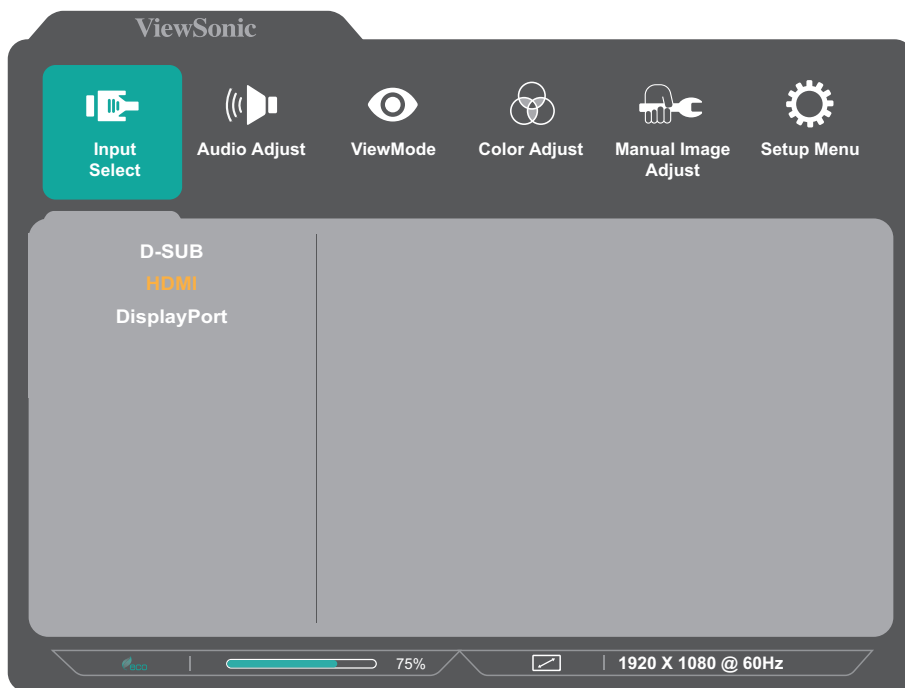 ViewSonic
Input
Select
Audio Adjust
ViewMode
Color Adjust
Manual Image
Adjust
Setup Menu
D-SUB
HDMI
DisplayPort
eco
75%
1920 X 1080 @ 60Hz